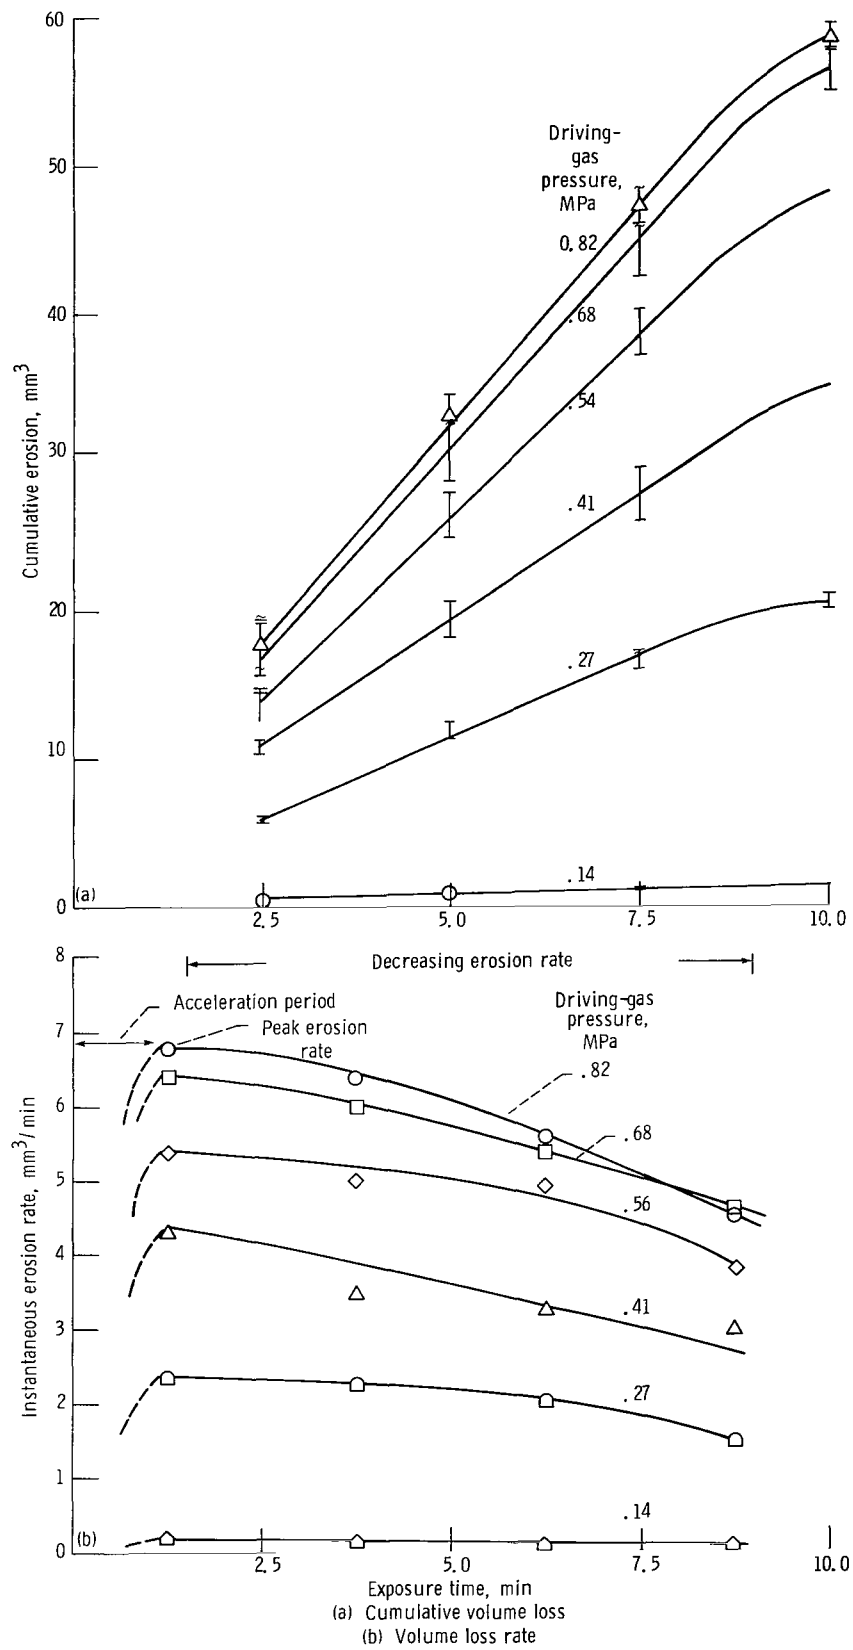 60
50
40
30
20
10
0
Cumulative erosion, mm³
Driving-
gas
pressure,
MPa
0.82
.68
.54
.41
.27
.14
(a)
2.5 5.0 7.5 10.0
8
7
6
5
4
3
2
1
0
Instantaneous erosion rate, mm³/min
Decreasing erosion rate
Acceleration period
Peak erosion
rate
Driving-gas
pressure,
MPa
.82
.68
.56
.41
.27
.14
(b)
2.5 5.0 7.5 10.0
Exposure time, min
(a) Cumulative volume loss
(b) Volume loss rate